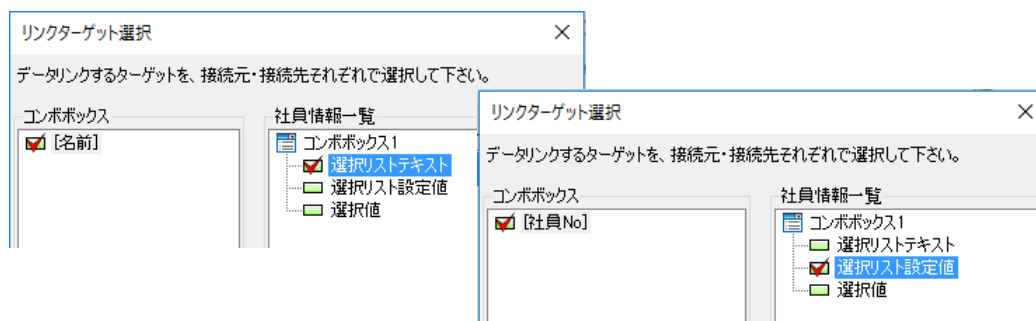 リンクターゲット選択
データリンクするターゲットを、接続元・接続先それぞれで選択して下さい。
コンボボックス
[名前]
社員情報一覧
コンボボックス1
選択リストテキスト
選択リスト設定値
選択値
リンクターゲット選択
データリンクするターゲットを、接続元・接続先それぞれで選択して下さい。
コンボボックス
[社員No]
社員情報一覧
コンボボックス1
選択リストテキスト
選択リスト設定値
選択値